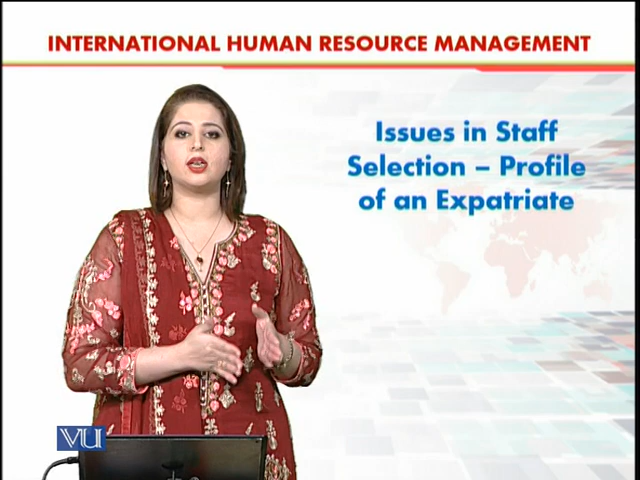 INTERNATIONAL HUMAN RESOURCE MANAGEMENT
Issues in Staff
Selection – Profile
of an Expatriate
VU